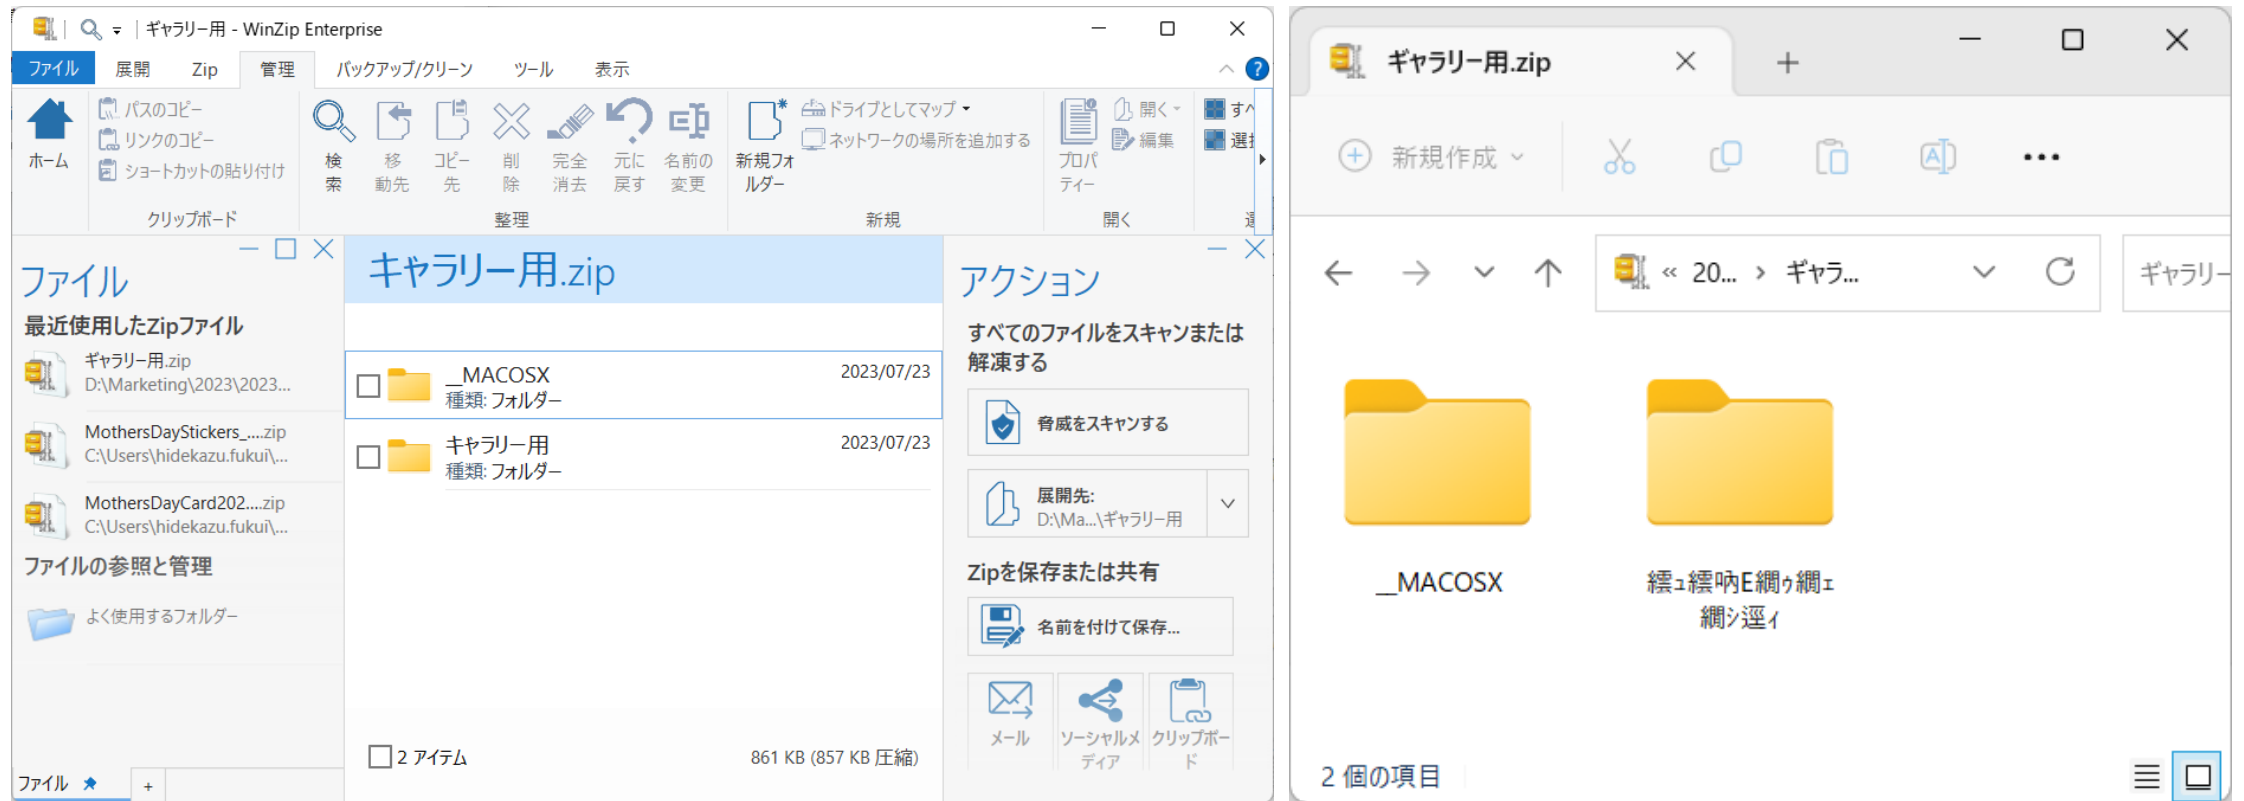 ギャラリー用 - WinZip Enterprise
ファイル 展開 Zip 管理 バックアップ/クリーン ツール 表示
ホーム
パスのコピー
リンクのコピー
ショートカットの貼り付け
クリップボード
検索
移動先
コピー先
削除
完全消去
元に戻す
名前の変更
整理
新規フォルダー
ドライブとしてマップ
ネットワークの場所を追加する
新規
プロパティー
開く
編集
開く
すべ
選択
ファイル
最近使用したZipファイル
ギャラリー用.zip
D:\Marketing\2023\2023...
MothersDayStickers_....zip
C:\Users\hidekazu.fukui\...
MothersDayCard202....zip
C:\Users\hidekazu.fukui\...
ファイルの参照と管理
よく使用するフォルダー
ファイル +
キャラリー用.zip
__MACOSX 2023/07/23
種類: フォルダー
キャラリー用 2023/07/23
種類: フォルダー
2 アイテム 861 KB (857 KB 圧縮)
アクション
すべてのファイルをスキャンまたは
解凍する
脅威をスキャンする
展開先:
D:\Ma...\ギャラリー用
Zipを保存または共有
名前を付けて保存...
メール
ソーシャルメディア
クリップボード
ギャラリー用.zip
新規作成
« 20... › ギャラ...
ギャラリー
__MACOSX
2 個の項目